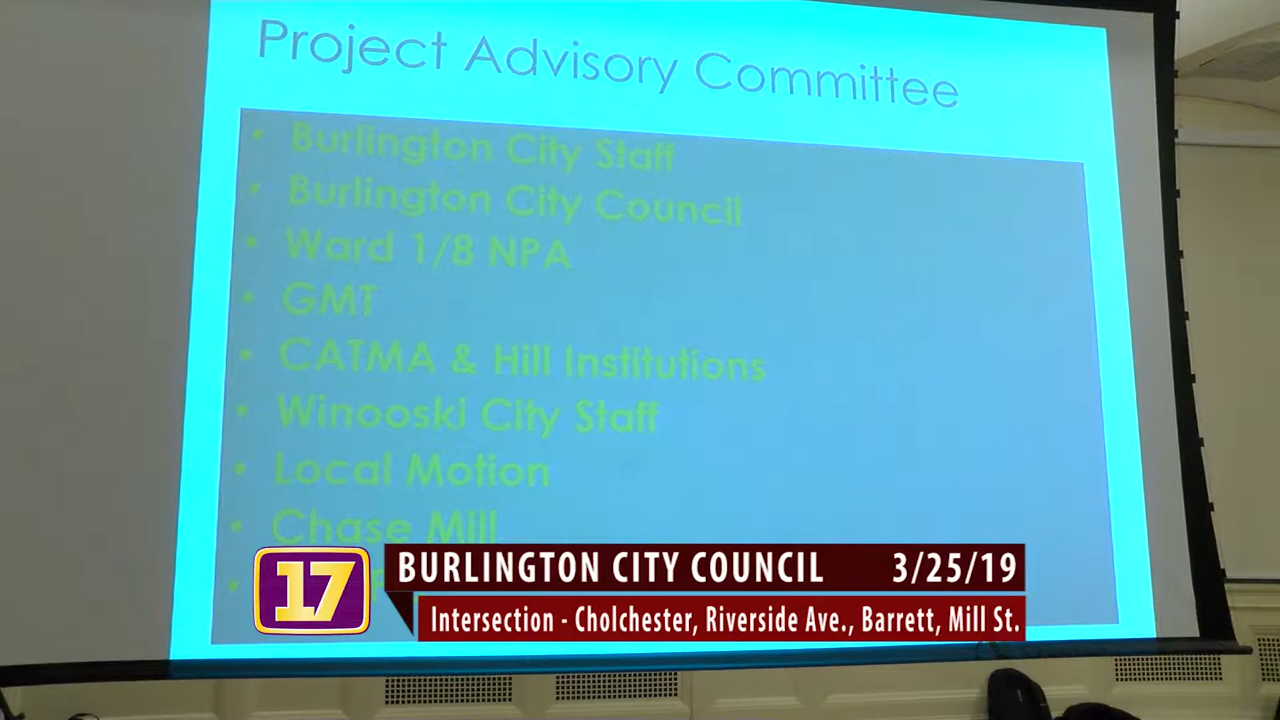 Project Advisory Committee
• Burlington City Staff
• Burlington City Council
• Ward 1/8 NPA
• GMT
• CATMA & Hill Institutions
• Winooski City Staff
• Local Motion
• Chase Mill
17
BURLINGTON CITY COUNCIL 3/25/19
Intersection - Cholchester, Riverside Ave., Barrett, Mill St.